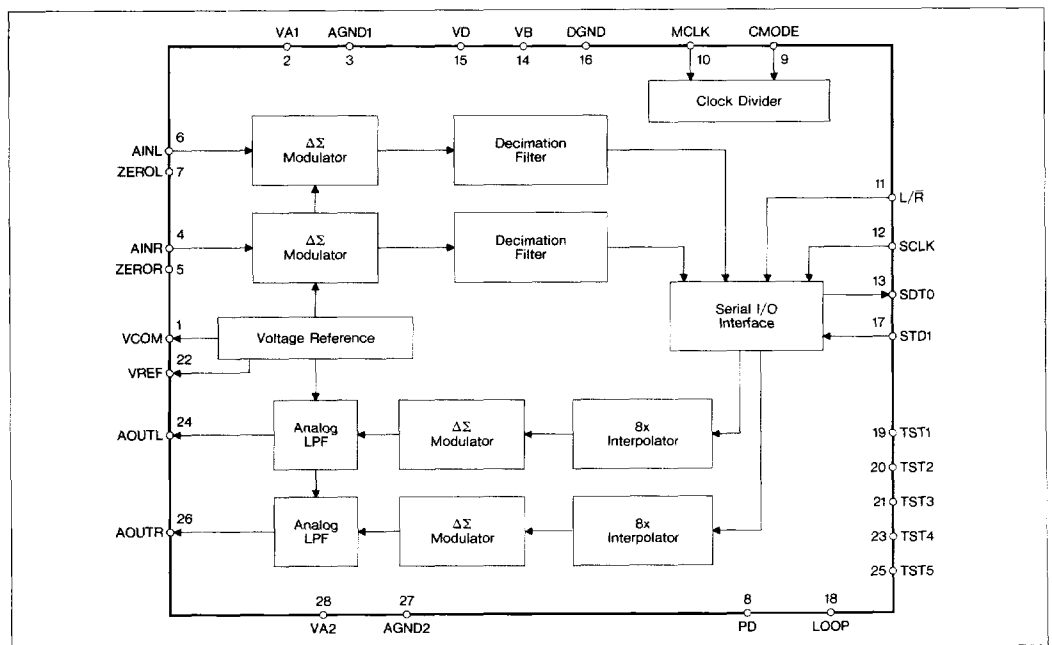 VA1 AGND1 VD VB DGND MCLK CMODE
2 3 15 14 16 10 9
Clock Divider
6
AINL
ZEROL
7
ΔΣ
Modulator
Decimation
Filter
11
L/R̅
4
AINR
ZEROR
5
ΔΣ
Modulator
Decimation
Filter
12
SCLK
13
SDT0
17
STD1
Serial I/O
Interface
1
VCOM
Voltage Reference
22
VREF
24
AOUTL
Analog
LPF
ΔΣ
Modulator
8x
Interpolator
19 TST1
20 TST2
21 TST3
26
AOUTR
Analog
LPF
ΔΣ
Modulator
8x
Interpolator
23 TST4
25 TST5
28 27 8 18
VA2 AGND2 PD LOOP